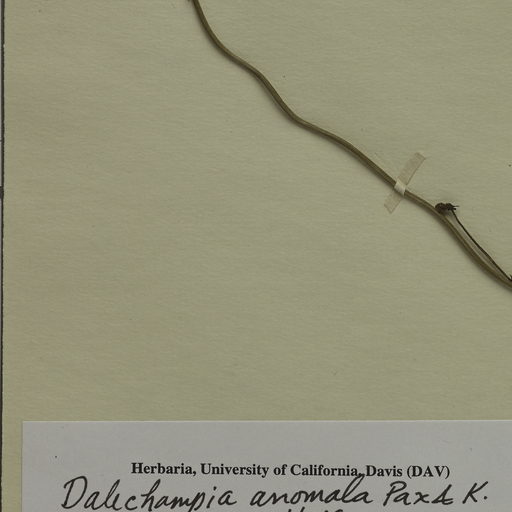 Herbaria, University of California, Davis (DAV)
Dalechampia anomala Pax & K.